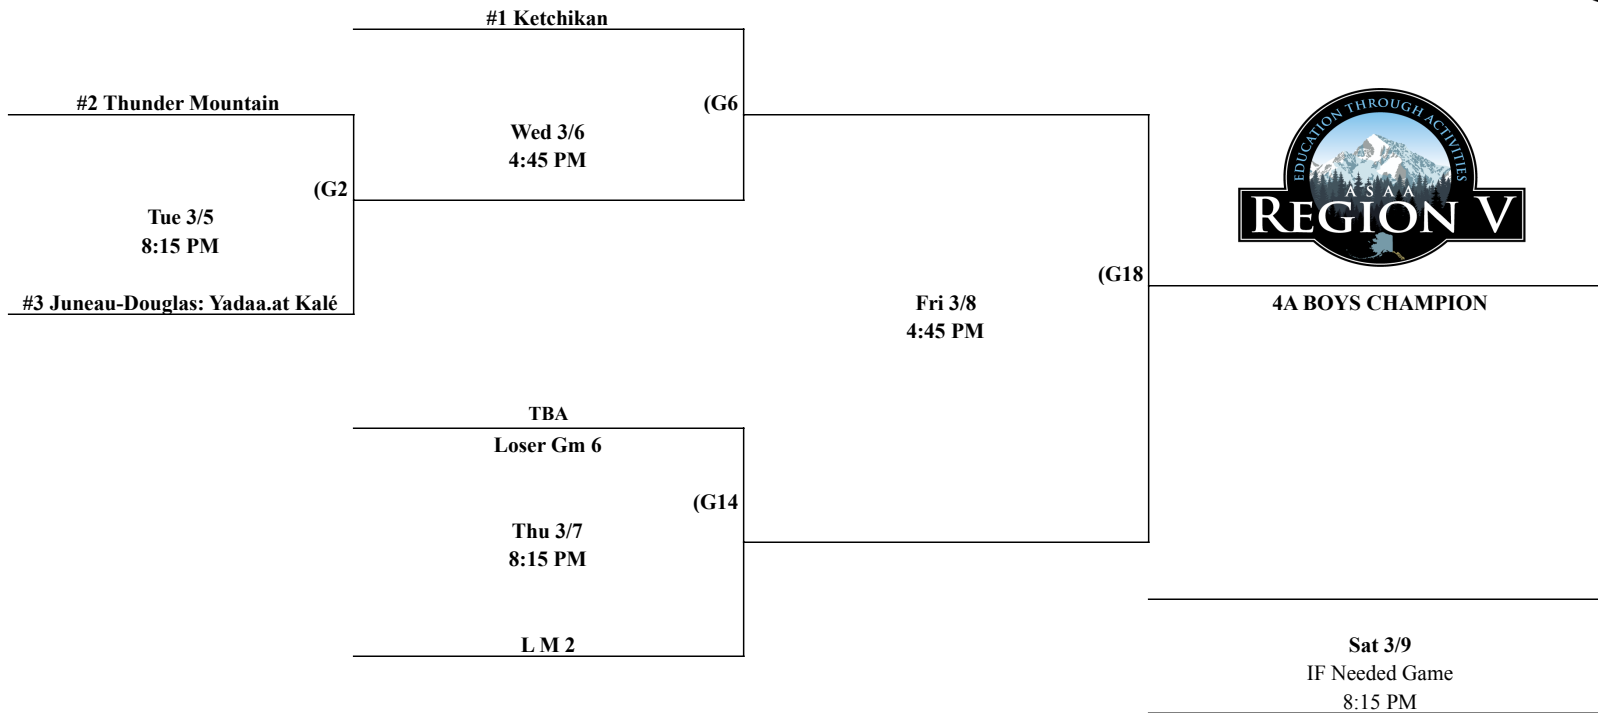 #1 Ketchikan
#2 Thunder Mountain
(G6
Wed 3/6
4:45 PM
(G2
Tue 3/5
8:15 PM
#3 Juneau-Douglas: Yadaa.at Kalé
EDUCATION THROUGH ACTIVITIES
ASAA
REGION V
(G18
Fri 3/8
4:45 PM
4A BOYS CHAMPION
TBA
Loser Gm 6
(G14
Thu 3/7
8:15 PM
L M 2
Sat 3/9
IF Needed Game
8:15 PM